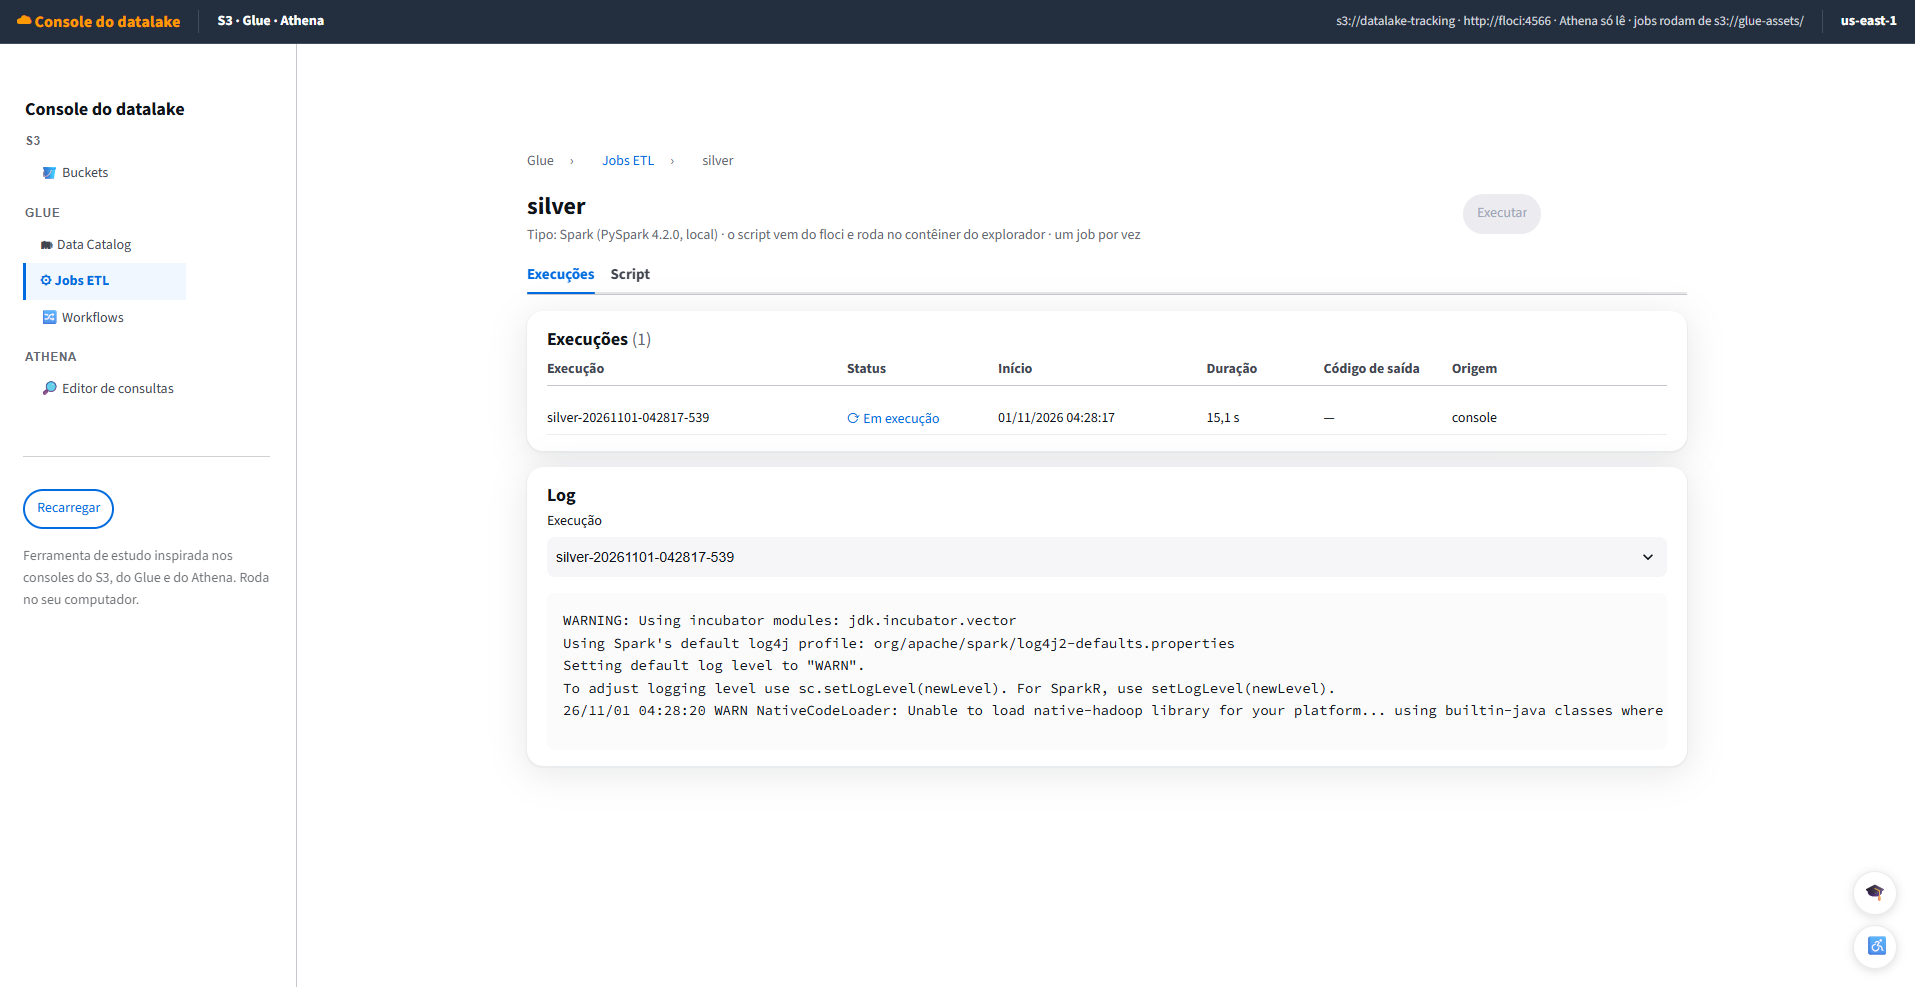 Console do datalake
S3 · Glue · Athena
s3://datalake-tracking · http://floci:4566 · Athena só lê · jobs rodam de s3://glue-assets/
us-east-1
Console do datalake
S3
Buckets
GLUE
Data Catalog
Jobs ETL
Workflows
ATHENA
Editor de consultas
Recarregar
Ferramenta de estudo inspirada nos
consoles do S3, do Glue e do Athena. Roda
no seu computador.
Glue › Jobs ETL › silver
silver
Executar
Tipo: Spark (PySpark 4.2.0, local) · o script vem do floci e roda no contêiner do explorador · um job por vez
Execuções Script
Execuções (1)
Execução Status Início Duração Código de saída Origem
silver-20261101-042817-539 Em execução 01/11/2026 04:28:17 15,1 s — console
Log
Execução
silver-20261101-042817-539
WARNING: Using incubator modules: jdk.incubator.vector
Using Spark's default log4j profile: org/apache/spark/log4j2-defaults.properties
Setting default log level to "WARN".
To adjust logging level use sc.setLogLevel(newLevel). For SparkR, use setLogLevel(newLevel).
26/11/01 04:28:20 WARN NativeCodeLoader: Unable to load native-hadoop library for your platform... using builtin-java classes where